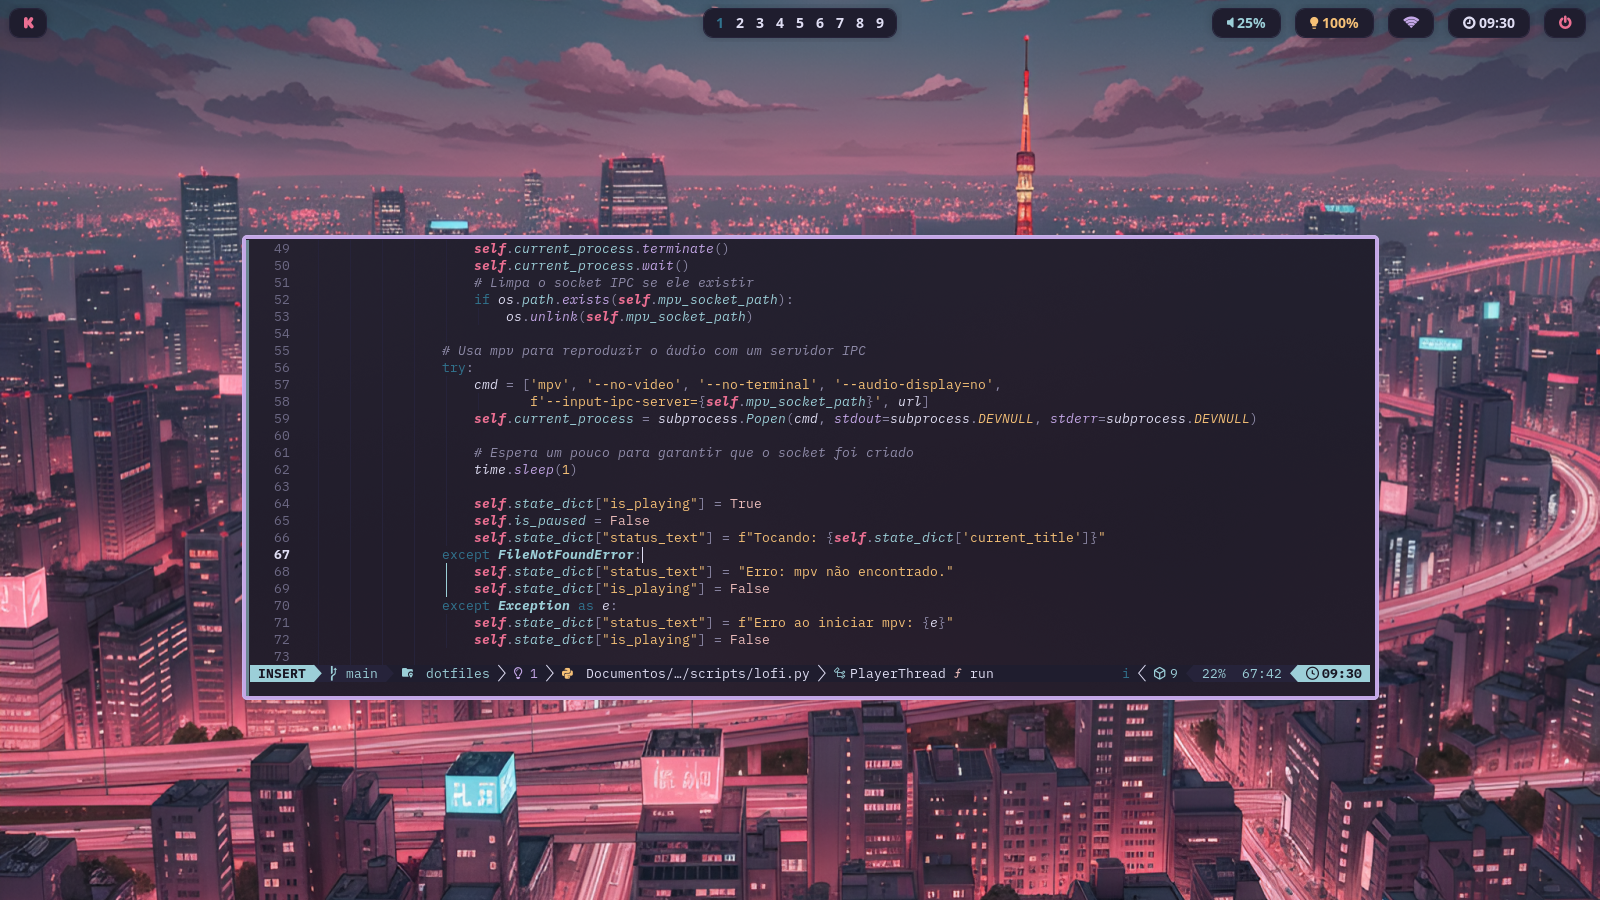 K
1 2 3 4 5 6 7 8 9
25%
100%
09:30
49 self.current_process.terminate()
50 self.current_process.wait()
51 # Limpa o socket IPC se ele existir
52 if os.path.exists(self.mpv_socket_path):
53 os.unlink(self.mpv_socket_path)
54
55 # Usa mpv para reproduzir o áudio com um servidor IPC
56 try:
57 cmd = ['mpv', '--no-video', '--no-terminal', '--audio-display=no',
58 f'--input-ipc-server={self.mpv_socket_path}', url]
59 self.current_process = subprocess.Popen(cmd, stdout=subprocess.DEVNULL, stderr=subprocess.DEVNULL)
60
61 # Espera um pouco para garantir que o socket foi criado
62 time.sleep(1)
63
64 self.state_dict["is_playing"] = True
65 self.is_paused = False
66 self.state_dict["status_text"] = f"Tocando: {self.state_dict['current_title']}"
67 except FileNotFoundError:
68 self.state_dict["status_text"] = "Erro: mpv não encontrado."
69 self.state_dict["is_playing"] = False
70 except Exception as e:
71 self.state_dict["status_text"] = f"Erro ao iniciar mpv: {e}"
72 self.state_dict["is_playing"] = False
73
INSERT main dotfiles 1 Documentos/…/scripts/lofi.py PlayerThread f run i 9 22% 67:42 09:30